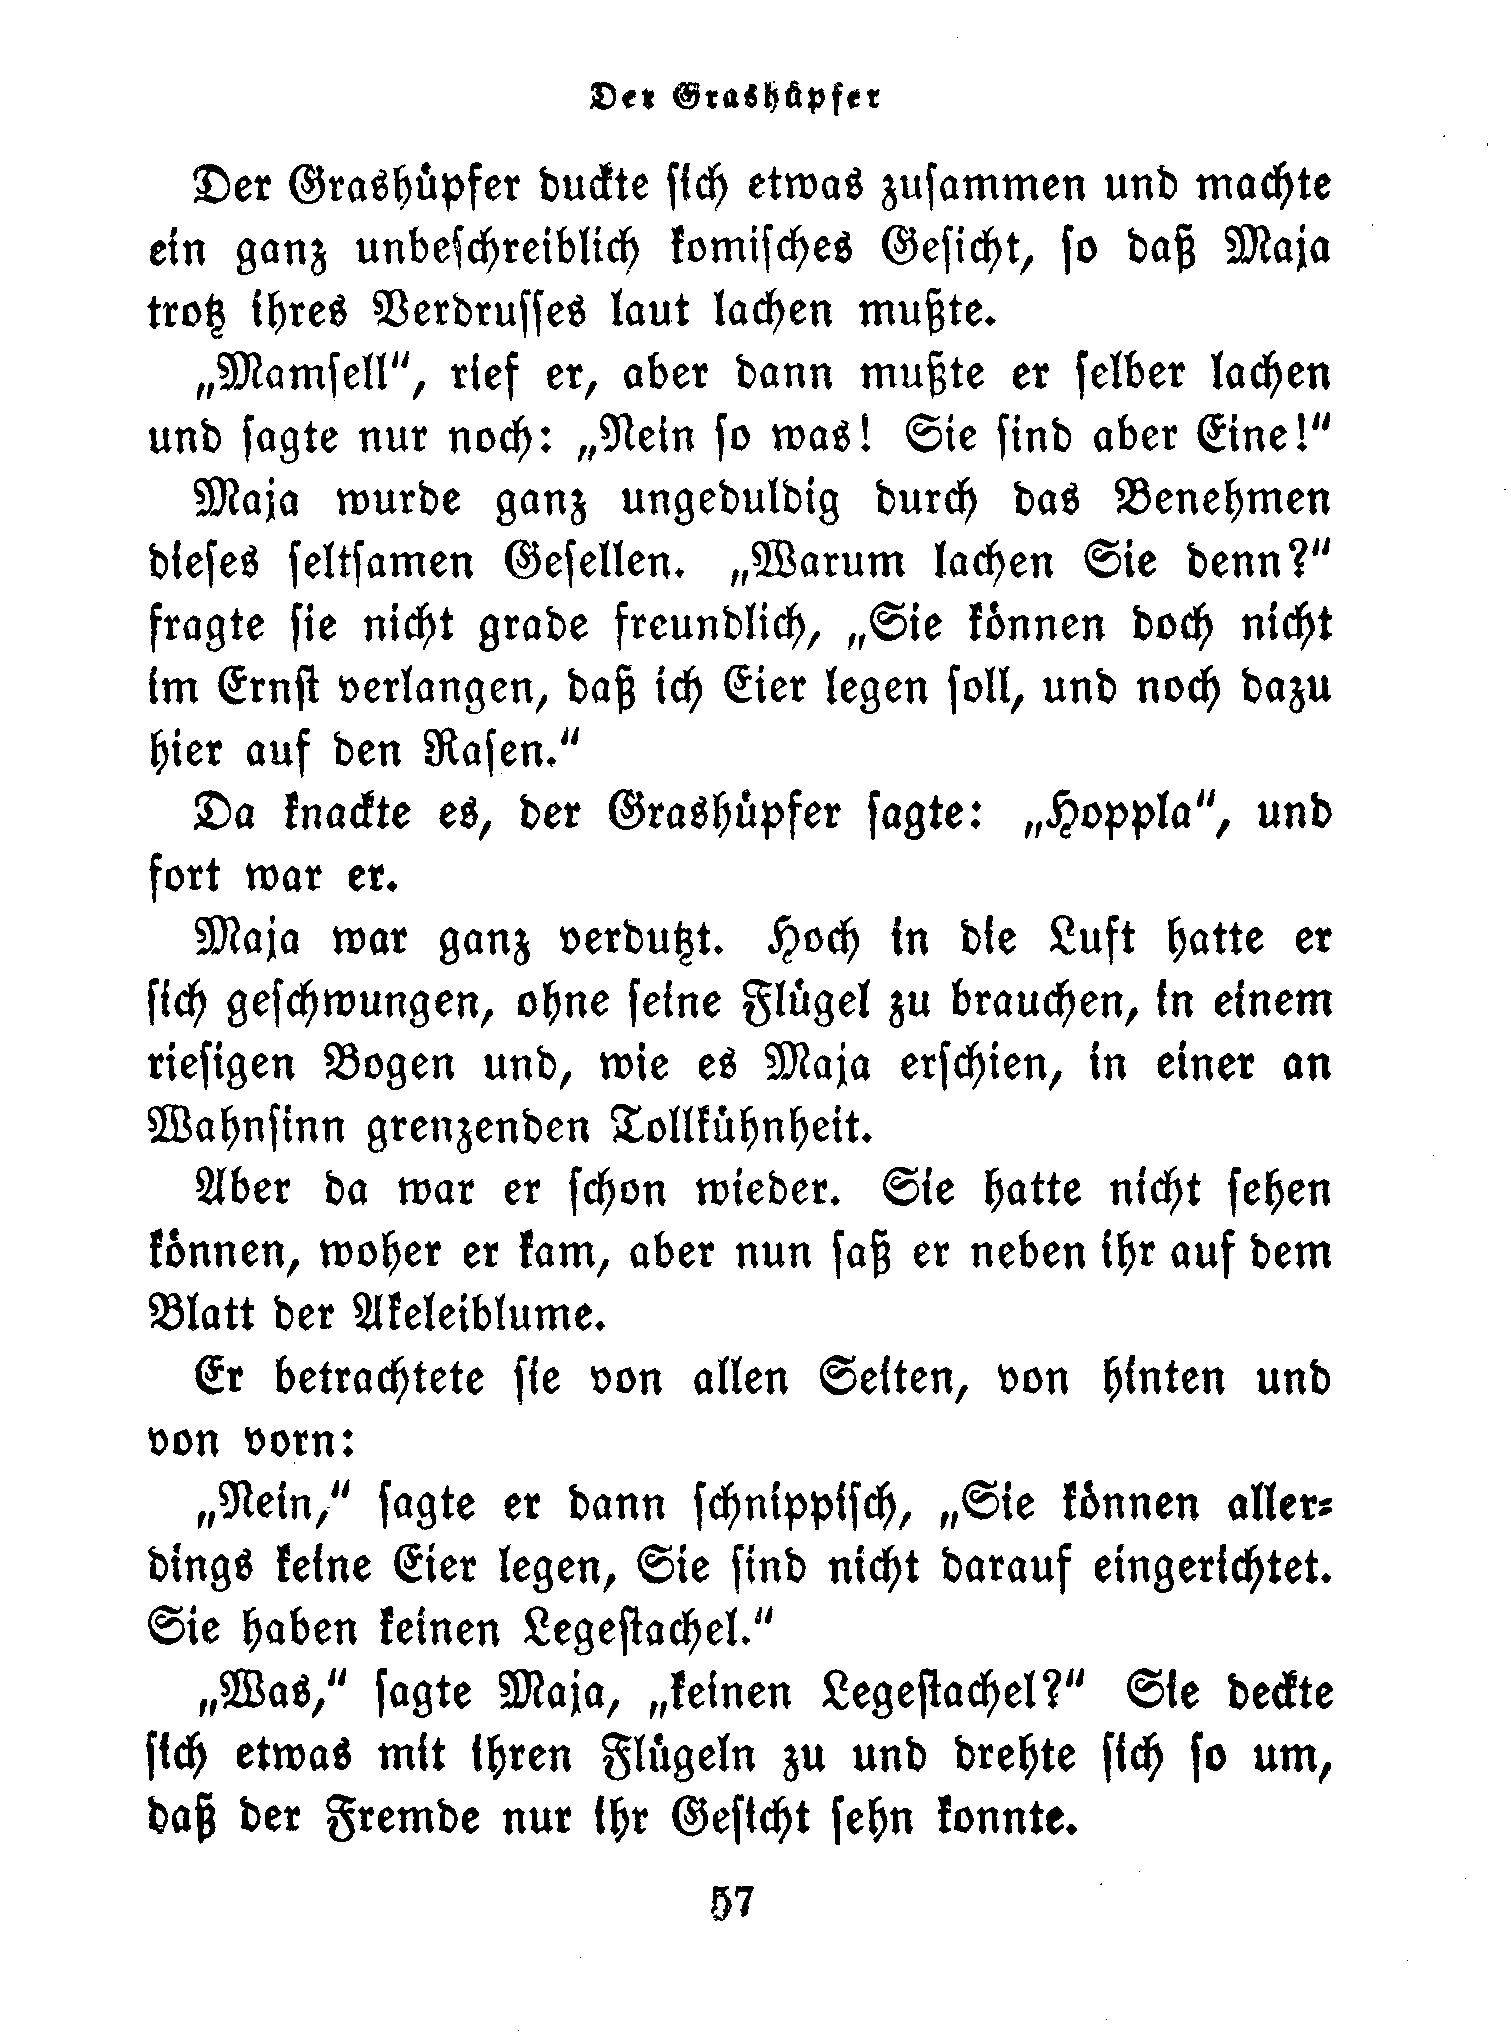 Der Grashüpfer
Der Grashüpfer duckte sich etwas zusammen und machte
ein ganz unbeschreiblich komisches Gesicht, so daß Maja
trotz ihres Verdrusses laut lachen mußte.
„Mamsell“, rief er, aber dann mußte er selber lachen
und sagte nur noch: „Nein so was! Sie sind aber Eine!“
Maja wurde ganz ungeduldig durch das Benehmen
dieses seltsamen Gesellen. „Warum lachen Sie denn?“
fragte sie nicht grade freundlich, „Sie können doch nicht
im Ernst verlangen, daß ich Eier legen soll, und noch dazu
hier auf den Rasen.“
Da knackte es, der Grashüpfer sagte: „Hoppla“, und
fort war er.
Maja war ganz verdutzt. Hoch in die Luft hatte er
sich geschwungen, ohne seine Flügel zu brauchen, in einem
riesigen Bogen und, wie es Maja erschien, in einer an
Wahnsinn grenzenden Tollkühnheit.
Aber da war er schon wieder. Sie hatte nicht sehen
können, woher er kam, aber nun saß er neben ihr auf dem
Blatt der Akeleiblume.
Er betrachtete sie von allen Seiten, von hinten und
von vorn:
„Nein,“ sagte er dann schnippisch, „Sie können aller-
dings keine Eier legen, Sie sind nicht darauf eingerichtet.
Sie haben keinen Legestachel.“
„Was,“ sagte Maja, „keinen Legestachel?“ Sie deckte
sich etwas mit ihren Flügeln zu und drehte sich so um,
daß der Fremde nur ihr Gesicht sehn konnte.
57